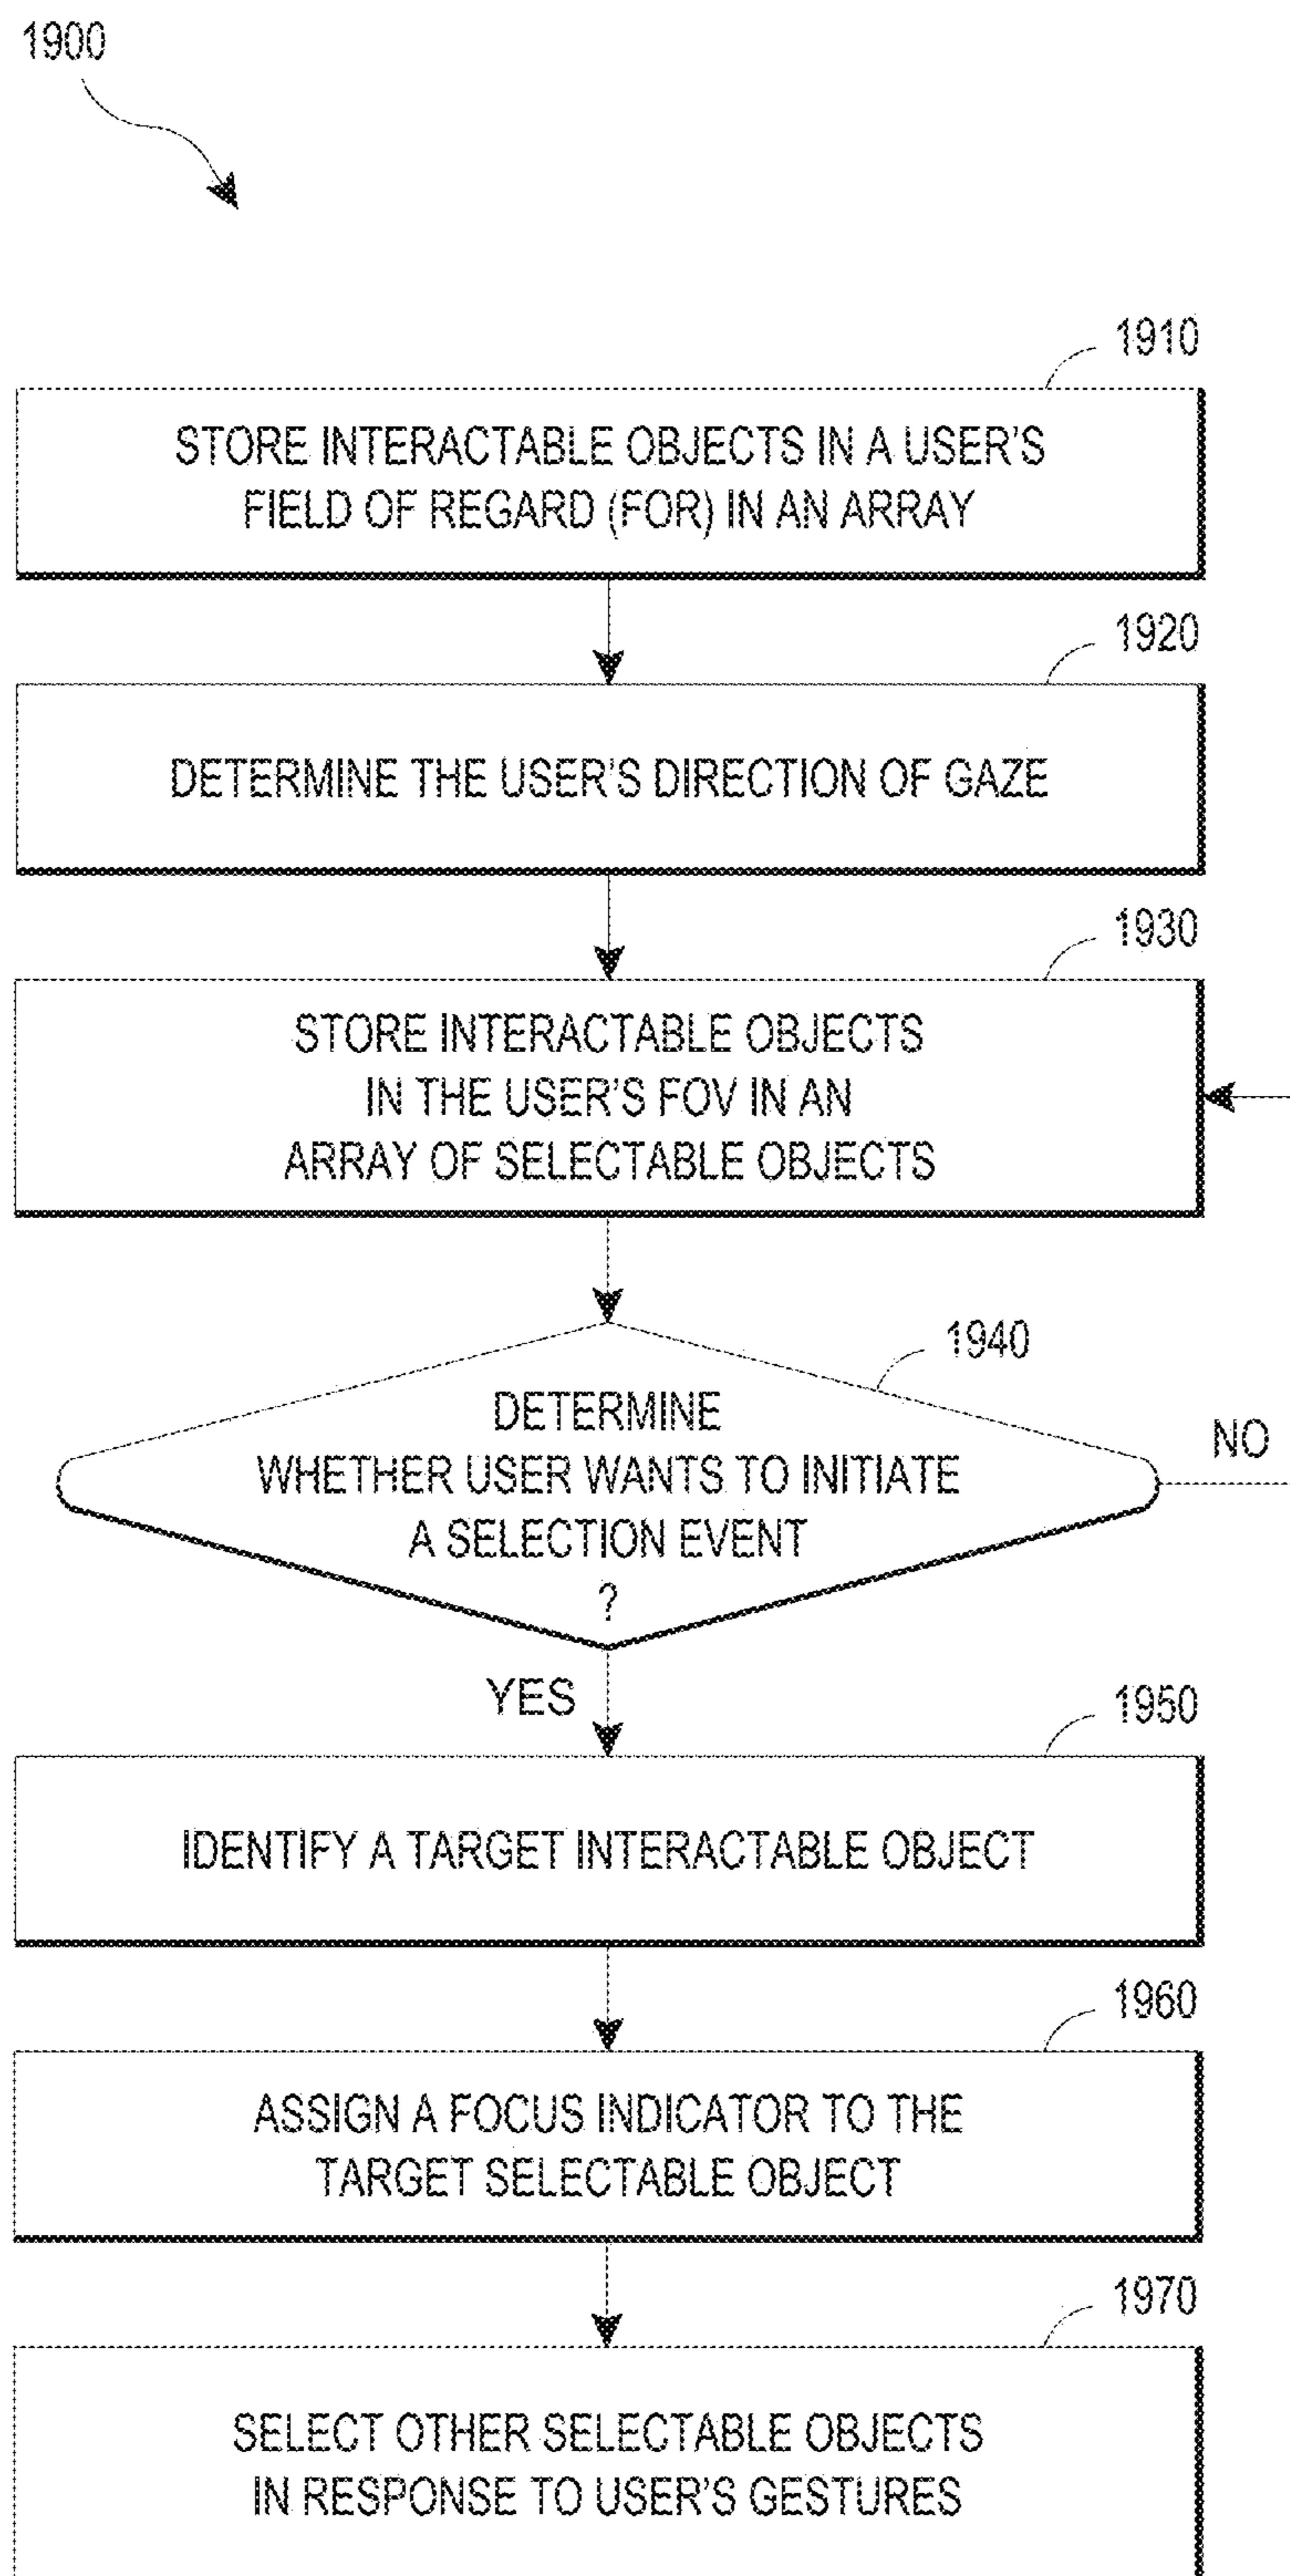 1900
1910
STORE INTERACTABLE OBJECTS IN A USER'S
FIELD OF REGARD (FOR) IN AN ARRAY
1920
DETERMINE THE USER'S DIRECTION OF GAZE
1930
STORE INTERACTABLE OBJECTS
IN THE USER'S FOV IN AN
ARRAY OF SELECTABLE OBJECTS
1940
DETERMINE
WHETHER USER WANTS TO INITIATE
A SELECTION EVENT
?
NO
YES
1950
IDENTIFY A TARGET INTERACTABLE OBJECT
1960
ASSIGN A FOCUS INDICATOR TO THE
TARGET SELECTABLE OBJECT
1970
SELECT OTHER SELECTABLE OBJECTS
IN RESPONSE TO USER'S GESTURES